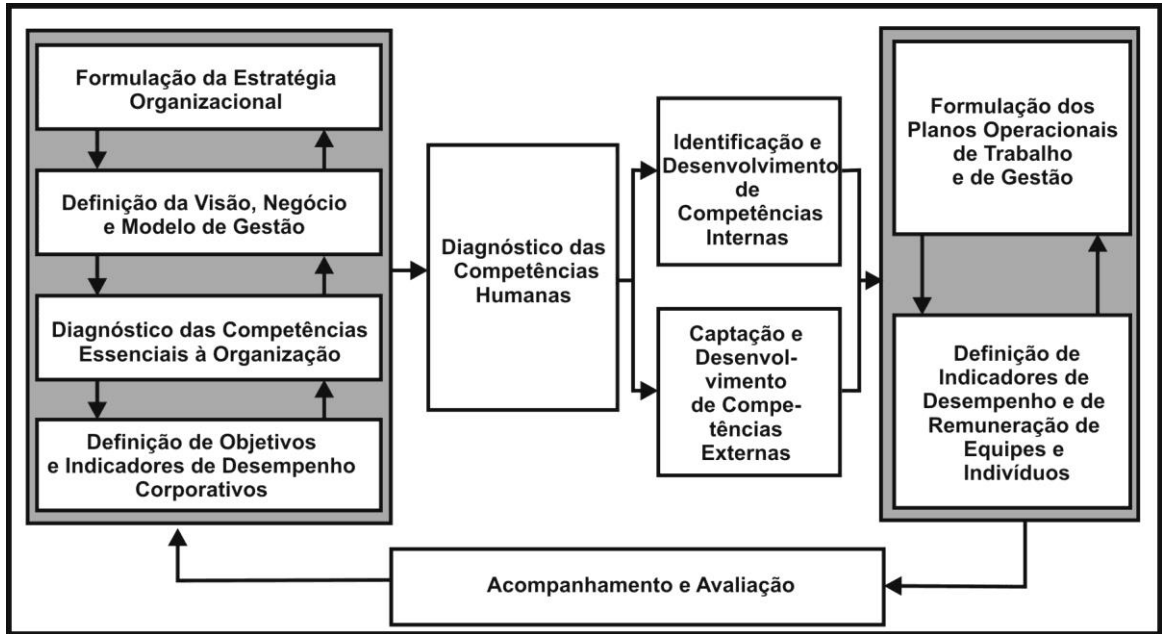 Formulação da Estratégia
Organizacional
Definição da Visão, Negócio
e Modelo de Gestão
Diagnóstico das Competências
Essenciais à Organização
Definição de Objetivos
e Indicadores de Desempenho
Corporativos
Diagnóstico das
Competências
Humanas
Identificação e
Desenvolvimento
de
Competências
Internas
Captação e
Desenvol-
vimento
de Compe-
tências
Externas
Formulação dos
Planos Operacionais
de Trabalho
e de Gestão
Definição de
Indicadores de
Desempenho e de
Remuneração de
Equipes e
Indivíduos
Acompanhamento e Avaliação